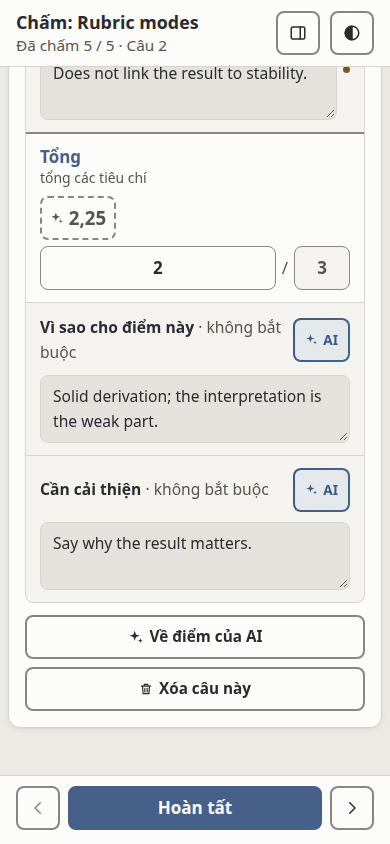 Chấm: Rubric modes
Đã chấm 5 / 5 · Câu 2
Does not link the result to stability.
Tổng
tổng các tiêu chí
2,25
2 / 3
Vì sao cho điểm này · không bắt
buộc
AI
Solid derivation; the interpretation is
the weak part.
Cần cải thiện · không bắt buộc
AI
Say why the result matters.
Về điểm của AI
Xóa câu này
Hoàn tất